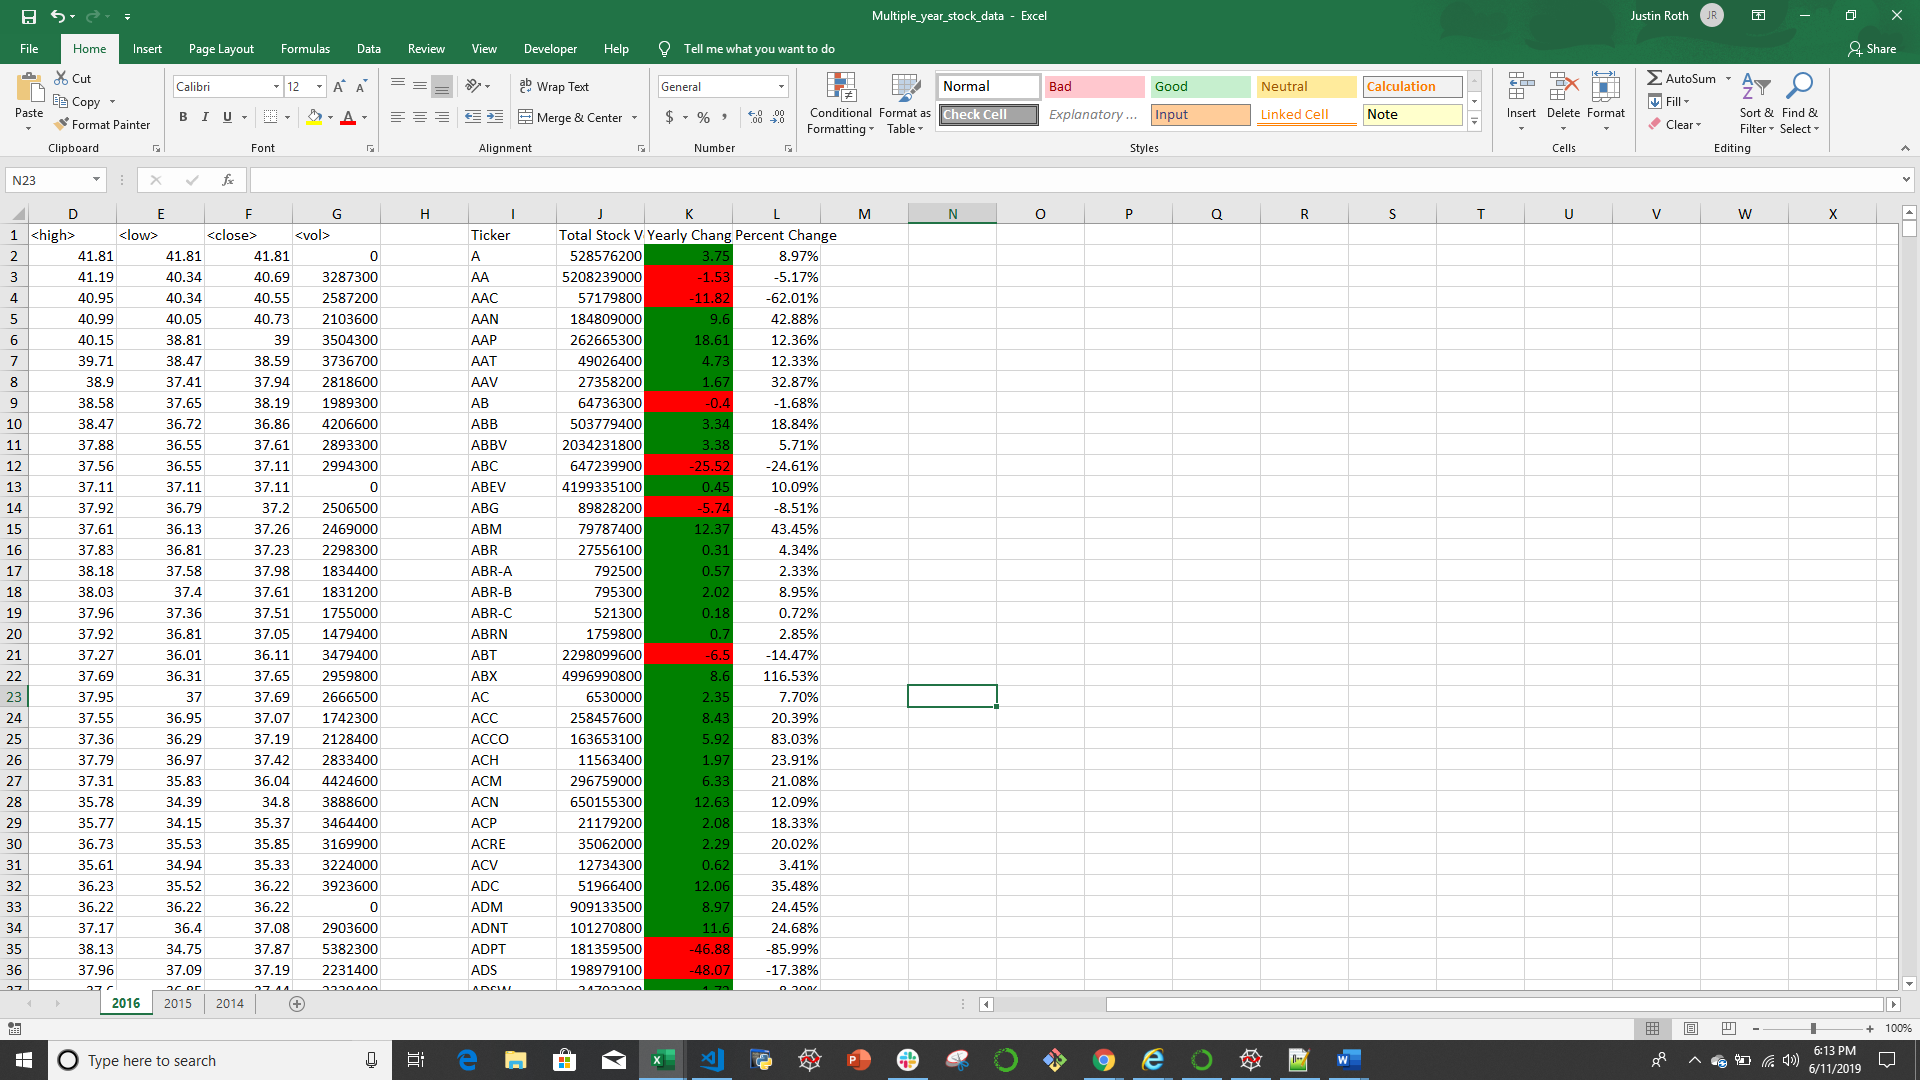 Multiple_year_stock_data - Excel
Justin Roth JR
File Home Insert Page Layout Formulas Data Review View Developer Help Tell me what you want to do Share
Cut
Copy
Format Painter
Paste
Clipboard
Calibri 12
B I U
Font
Wrap Text
Merge & Center
Alignment
General
$ % ,
Number
Conditional Formatting
Format as Table
Normal Bad Good Neutral Calculation
Check Cell Explanatory ... Input Linked Cell Note
Styles
Insert Delete Format
Cells
AutoSum
Fill
Clear
Sort & Filter
Find & Select
Editing
N23 fx
D E F G H I J K L M N O P Q R S T U V W X
1 <high> <low> <close> <vol> Ticker Total Stock V Yearly Chang Percent Change
2 41.81 41.81 41.81 0 A 528576200 3.75 8.97%
3 41.19 40.34 40.69 3287300 AA 5208239000 -1.53 -5.17%
4 40.95 40.34 40.55 2587200 AAC 57179800 -11.82 -62.01%
5 40.99 40.05 40.73 2103600 AAN 184809000 9.6 42.88%
6 40.15 38.81 39 3504300 AAP 262665300 18.61 12.36%
7 39.71 38.47 38.59 3736700 AAT 49026400 4.73 12.33%
8 38.9 37.41 37.94 2818600 AAV 27358200 1.67 32.87%
9 38.58 37.65 38.19 1989300 AB 64736300 -0.4 -1.68%
10 38.47 36.72 36.86 4206600 ABB 503779400 3.34 18.84%
11 37.88 36.55 37.61 2893300 ABBV 2034231800 3.38 5.71%
12 37.56 36.55 37.11 2994300 ABC 647239900 -25.52 -24.61%
13 37.11 37.11 37.11 0 ABEV 4199335100 0.45 10.09%
14 37.92 36.79 37.2 2506500 ABG 89828200 -5.74 -8.51%
15 37.61 36.13 37.26 2469000 ABM 79787400 12.37 43.45%
16 37.83 36.81 37.23 2298300 ABR 27556100 0.31 4.34%
17 38.18 37.58 37.98 1834400 ABR-A 792500 0.57 2.33%
18 38.03 37.4 37.61 1831200 ABR-B 795300 2.02 8.95%
19 37.96 37.36 37.51 1755000 ABR-C 521300 0.18 0.72%
20 37.92 36.81 37.05 1479400 ABRN 1759800 0.7 2.85%
21 37.27 36.01 36.11 3479400 ABT 2298099600 -6.5 -14.47%
22 37.69 36.31 37.65 2959800 ABX 4996990800 8.6 116.53%
23 37.95 37 37.69 2666500 AC 6530000 2.35 7.70%
24 37.55 36.95 37.07 1742300 ACC 258457600 8.43 20.39%
25 37.36 36.29 37.19 2128400 ACCO 163653100 5.92 83.03%
26 37.79 36.97 37.42 2833400 ACH 11563400 1.97 23.91%
27 37.31 35.83 36.04 4424600 ACM 296759000 6.33 21.08%
28 35.78 34.39 34.8 3888600 ACN 650155300 12.63 12.09%
29 35.77 34.15 35.37 3464400 ACP 21179200 2.08 18.33%
30 36.73 35.53 35.85 3169900 ACRE 35062000 2.29 20.02%
31 35.61 34.94 35.33 3224000 ACV 12734300 0.62 3.41%
32 36.23 35.52 36.22 3923600 ADC 51966400 12.06 35.48%
33 36.22 36.22 36.22 0 ADM 909133500 8.97 24.45%
34 37.17 36.4 37.08 2903600 ADNT 101270800 11.6 24.68%
35 38.13 34.75 37.87 5382300 ADPT 181359500 -46.88 -85.99%
36 37.96 37.09 37.19 2231400 ADS 198979100 -48.07 -17.38%
2016 2015 2014
100%
Type here to search
6:13 PM
6/11/2019